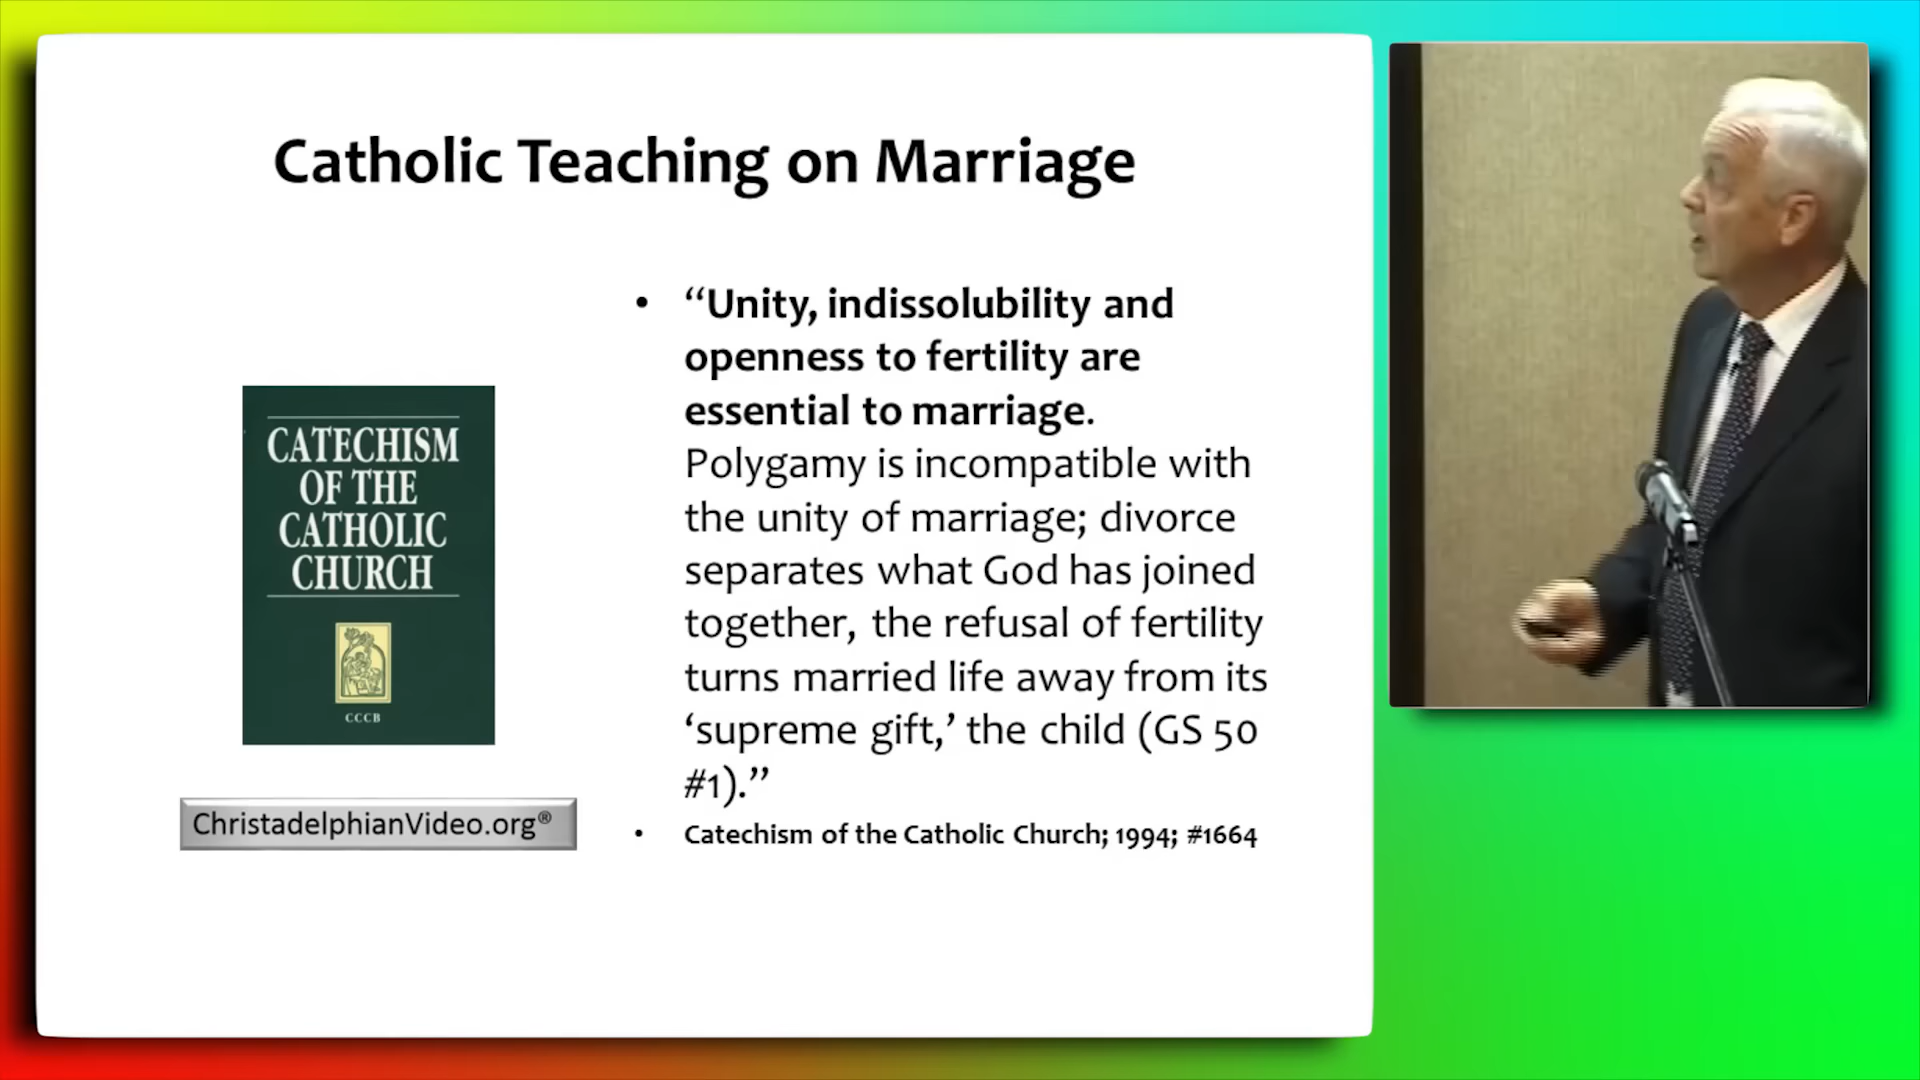 Catholic Teaching on Marriage
• “Unity, indissolubility and
openness to fertility are
essential to marriage.
Polygamy is incompatible with
the unity of marriage; divorce
separates what God has joined
together, the refusal of fertility
turns married life away from its
‘supreme gift,’ the child (GS 50
#1).”
• Catechism of the Catholic Church; 1994; #1664
CATECHISM
OF THE
CATHOLIC
CHURCH
CCCB
ChristadelphianVideo.org®